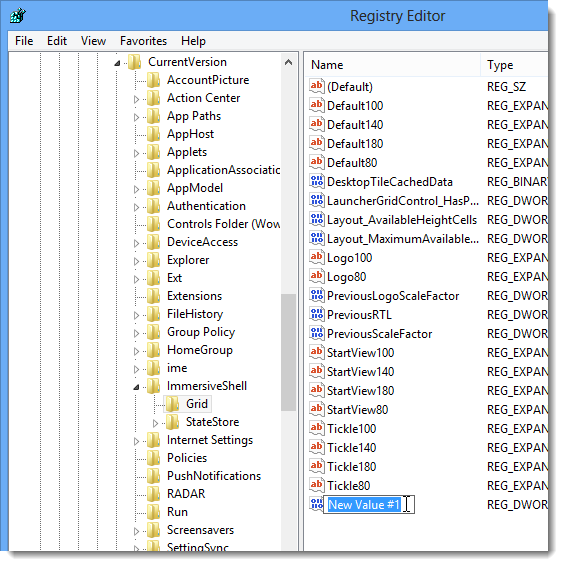 Registry Editor
File Edit View Favorites Help
CurrentVersion
AccountPicture
Action Center
App Paths
AppHost
Applets
ApplicationAssociatic
AppModel
Authentication
Controls Folder (Wow
DeviceAccess
Explorer
Ext
Extensions
FileHistory
Group Policy
HomeGroup
ime
ImmersiveShell
Grid
StateStore
Internet Settings
Policies
PushNotifications
RADAR
Run
Screensavers
SettingSync
Name Type
(Default) REG_SZ
Default100 REG_EXPAN
Default140 REG_EXPAN
Default180 REG_EXPAN
Default80 REG_EXPAN
DesktopTileCachedData REG_BINAR
LauncherGridControl_HasP... REG_DWOR
Layout_AvailableHeightCells REG_DWOR
Layout_MaximumAvailable... REG_DWOR
Logo100 REG_EXPAN
Logo80 REG_EXPAN
PreviousLogoScaleFactor REG_DWOR
PreviousRTL REG_DWOR
PreviousScaleFactor REG_DWOR
StartView100 REG_EXPAN
StartView140 REG_EXPAN
StartView180 REG_EXPAN
StartView80 REG_EXPAN
Tickle100 REG_EXPAN
Tickle140 REG_EXPAN
Tickle180 REG_EXPAN
Tickle80 REG_EXPAN
New Value #1 REG_DWOR